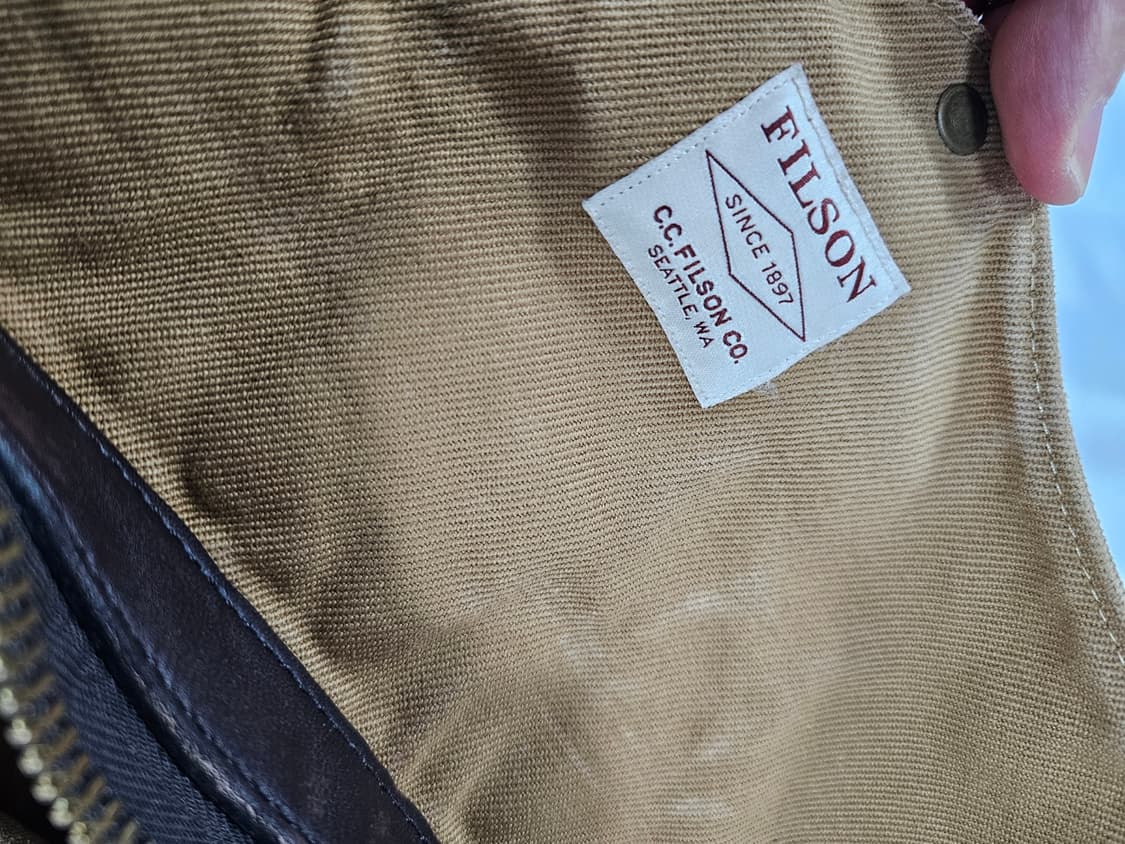 FILSON
SINCE 1897
C.C. FILSON CO.
SEATTLE, WA